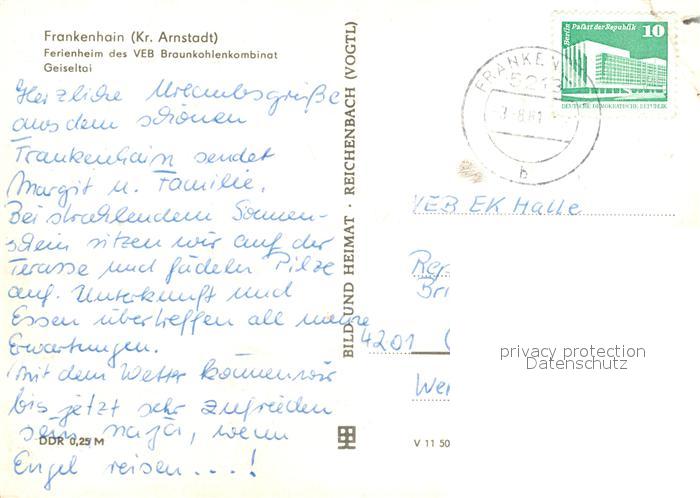 Frankenhain (Kr. Arnstadt)
Ferienheim des VEB Braunkohlenkombinat
Geiseltal
Herzliche Urlaubsgrüße
aus dem schönen
Frankenhain sendet
Margit u. Familie.
Bei strahlendem Sonnen-
schein sitzen wir auf der
Terasse und fädeln Pilze
auf. Unterkunft und
Essen übertreffen all meine
Erwartungen.
Mit dem Wetter können wir
bis jetzt sehr zufrieden
sein, naja, wenn
Engel reisen...!
DDR 0,25 M
BILD UND HEIMAT · REICHENBACH (VOGTL)
V 11 50
Berlin Palast der Republik
10
DEUTSCHE DEMOKRATISCHE REPUBLIK
5213
-8.81
b
VEB EK Halle
Bri
4201
privacy protection
Datenschutz